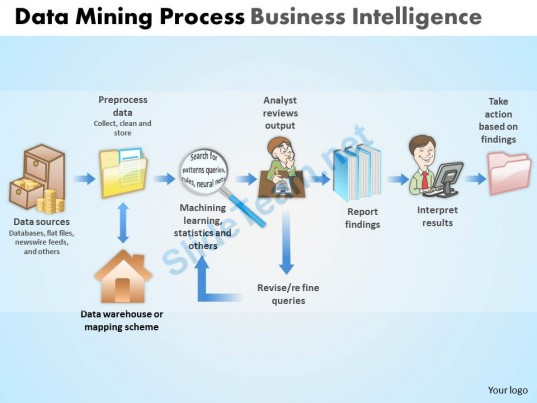 Data Mining Process Business Intelligence
Preprocess
data
Collect, clean and
store
Analyst
reviews
output
Take
action
based on
findings
Search for
patterns queries,
rules, neural
Data sources
Databases, flat files,
newswire feeds,
and others
Machining
learning,
statistics and
others
Report
findings
Interpret
results
Revise/re fine
queries
Data warehouse or
mapping scheme
SlideTeam.net
Your logo